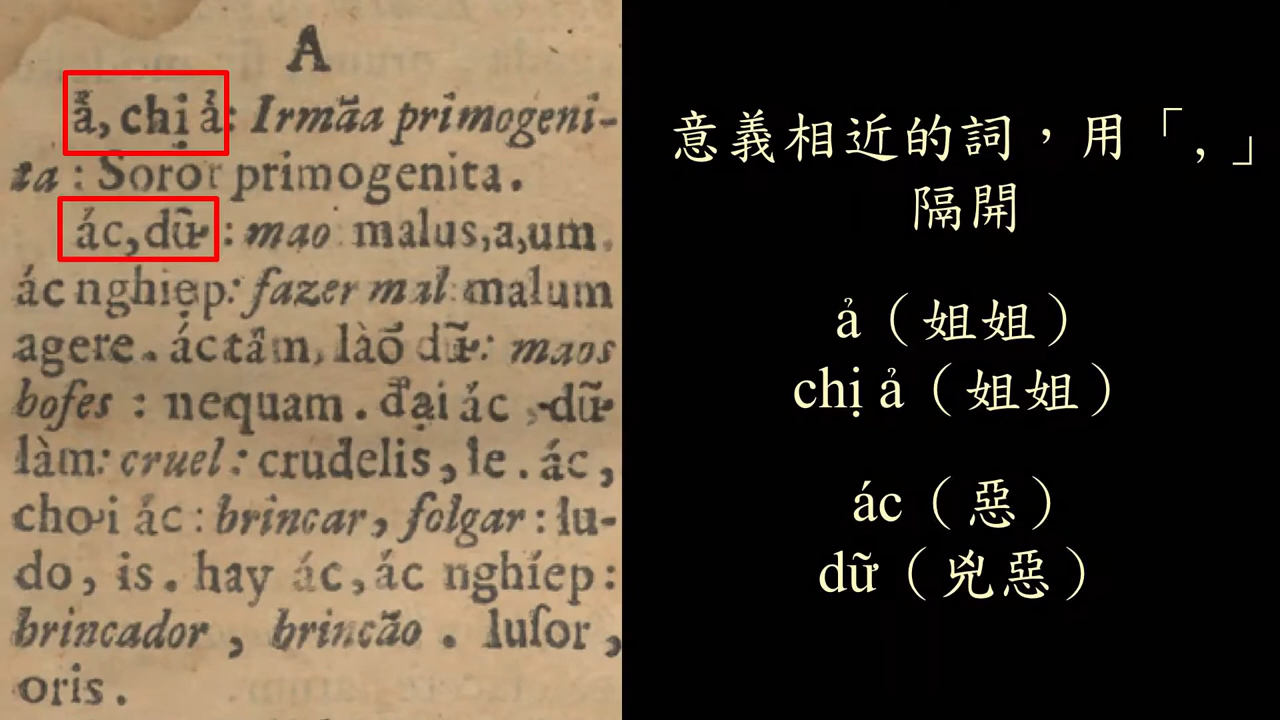 A
ả, chị ả: Irmãa primogeni-
ta : Soror primogenita.
ác, dữ : mao malus,a,um.
ác nghiẹp: fazer mal malum
agere. ác tâm, lào᷃ dữ: maos
bofes : nequam. đại ác, dữ
làm: cruel: crudelis, le. ác,
chơi ác : brincar, folgar : lu-
do, is. hay ác, ác nghíep:
brincador, brincão. luſor,
oris.
意義相近的詞，用「，」
隔開
ả（姐姐）
chị ả（姐姐）
ác（惡）
dữ（兇惡）